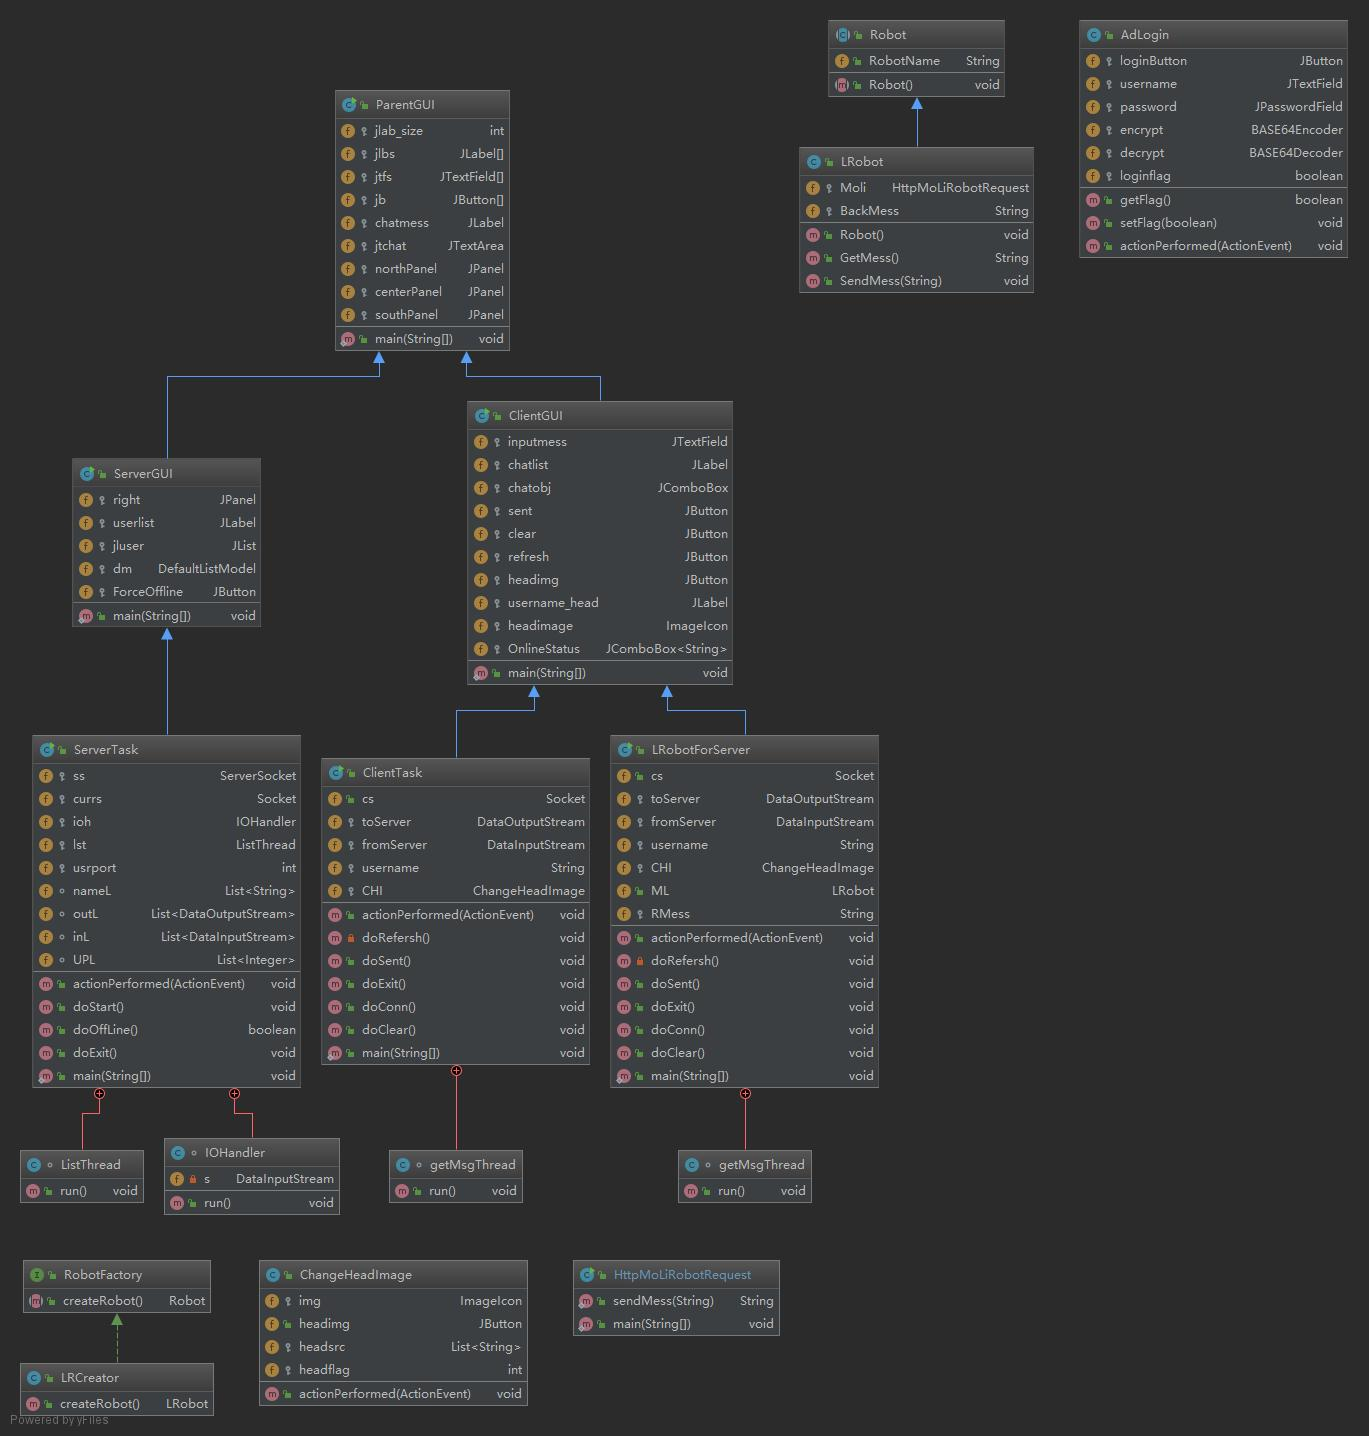 Robot
RobotName String
Robot() void
AdLogin
loginButton JButton
username JTextField
password JPasswordField
encrypt BASE64Encoder
decrypt BASE64Decoder
loginflag boolean
getFlag() boolean
setFlag(boolean) void
actionPerformed(ActionEvent) void
ParentGUI
jlab_size int
jlbs JLabel[]
jtfs JTextField[]
jb JButton[]
chatmess JLabel
jtchat JTextArea
northPanel JPanel
centerPanel JPanel
southPanel JPanel
main(String[]) void
LRobot
Moli HttpMoLiRobotRequest
BackMess String
Robot() void
GetMess() String
SendMess(String) void
ClientGUI
inputmess JTextField
chatlist JLabel
chatobj JComboBox
sent JButton
clear JButton
refresh JButton
headimg JButton
username_head JLabel
headimage ImageIcon
OnlineStatus JComboBox<String>
main(String[]) void
ServerGUI
right JPanel
userlist JLabel
jluser JList
dm DefaultListModel
ForceOffline JButton
main(String[]) void
ServerTask
ss ServerSocket
currs Socket
ioh IOHandler
lst ListThread
usrport int
nameL List<String>
outL List<DataOutputStream>
inL List<DataInputStream>
UPL List<Integer>
actionPerformed(ActionEvent) void
doStart() void
doOffLine() boolean
doExit() void
main(String[]) void
ClientTask
cs Socket
toServer DataOutputStream
fromServer DataInputStream
username String
CHI ChangeHeadImage
actionPerformed(ActionEvent) void
doRefersh() void
doSent() void
doExit() void
doConn() void
doClear() void
main(String[]) void
LRobotForServer
cs Socket
toServer DataOutputStream
fromServer DataInputStream
username String
CHI ChangeHeadImage
ML LRobot
RMess String
actionPerformed(ActionEvent) void
doRefersh() void
doSent() void
doExit() void
doConn() void
doClear() void
main(String[]) void
ListThread
run() void
IOHandler
s DataInputStream
run() void
getMsgThread
run() void
getMsgThread
run() void
RobotFactory
createRobot() Robot
ChangeHeadImage
img ImageIcon
headimg JButton
headsrc List<String>
headflag int
actionPerformed(ActionEvent) void
HttpMoLiRobotRequest
sendMess(String) String
main(String[]) void
LRCreator
createRobot() LRobot
Powered by yFiles